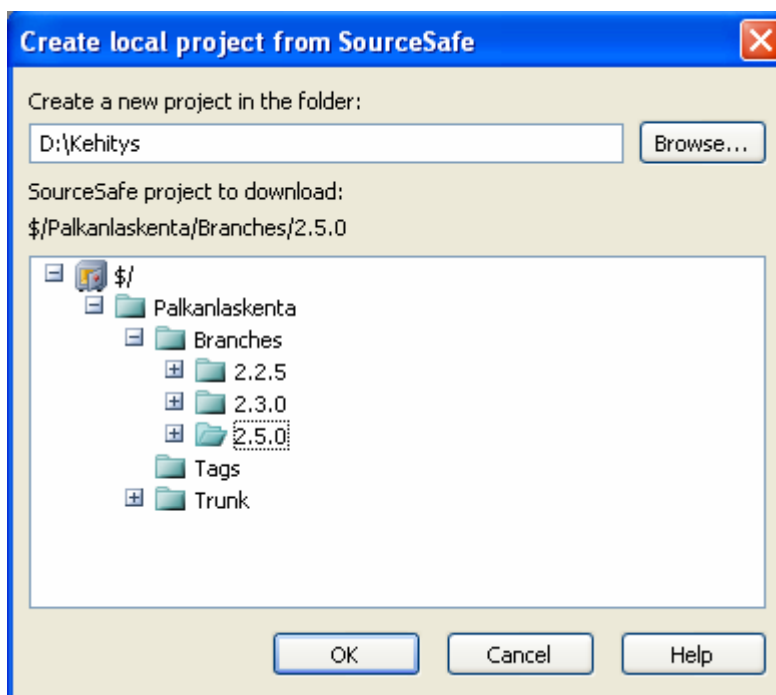 Create local project from SourceSafe
Create a new project in the folder:
D:\Kehitys
Browse...
SourceSafe project to download:
$/Palkanlaskenta/Branches/2.5.0
$/
Palkanlaskenta
Branches
2.2.5
2.3.0
2.5.0
Tags
Trunk
OK Cancel Help